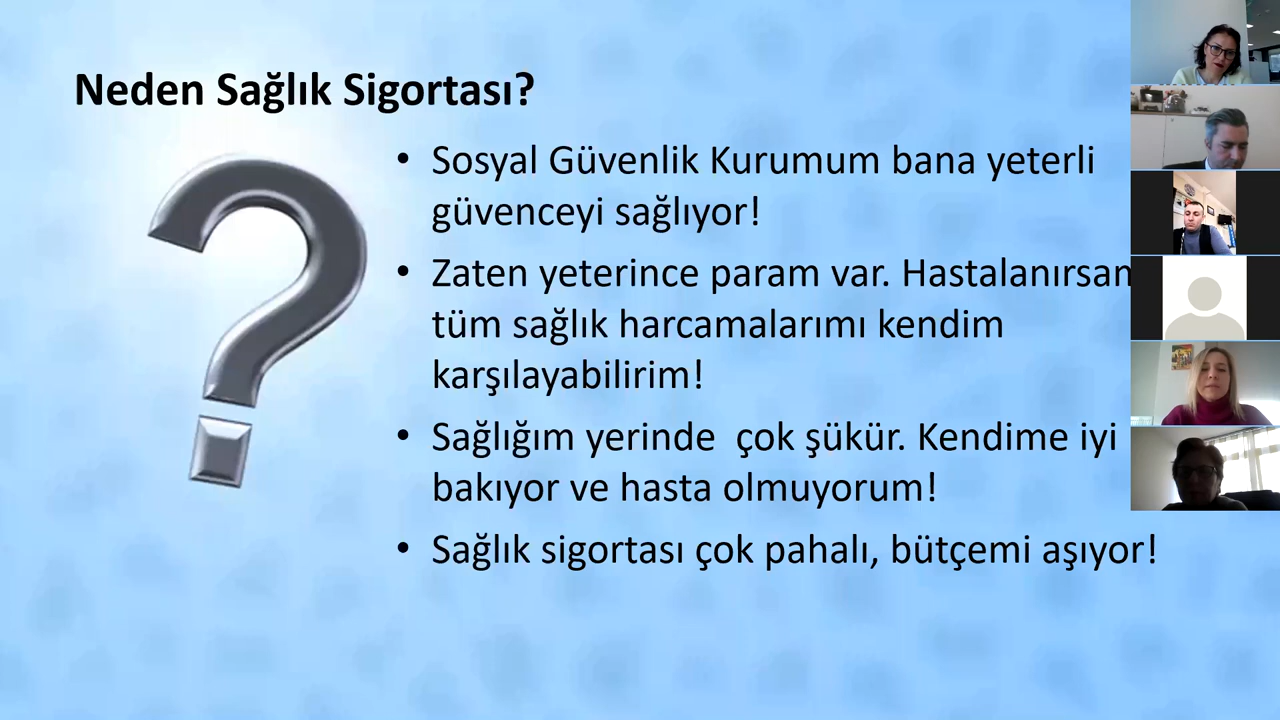 Neden Sağlık Sigortası?
• Sosyal Güvenlik Kurumum bana yeterli
güvenceyi sağlıyor!
• Zaten yeterince param var. Hastalanırsam
tüm sağlık harcamalarımı kendim
karşılayabilirim!
• Sağlığım yerinde çok şükür. Kendime iyi
bakıyor ve hasta olmuyorum!
• Sağlık sigortası çok pahalı, bütçemi aşıyor!